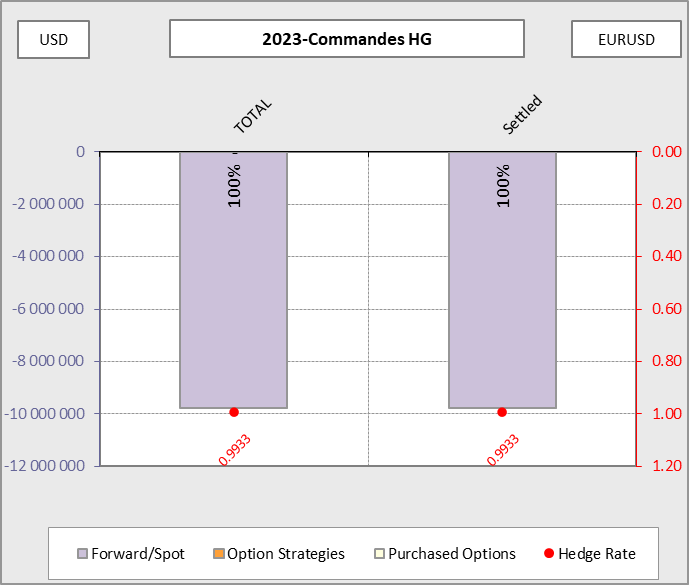 USD
2023-Commandes HG
EURUSD
TOTAL
Settled
0
-2 000 000
-4 000 000
-6 000 000
-8 000 000
-10 000 000
-12 000 000
100%
100%
0.9933
0.9933
0.00
0.20
0.40
0.60
0.80
1.00
1.20
Forward/Spot
Option Strategies
Purchased Options
Hedge Rate